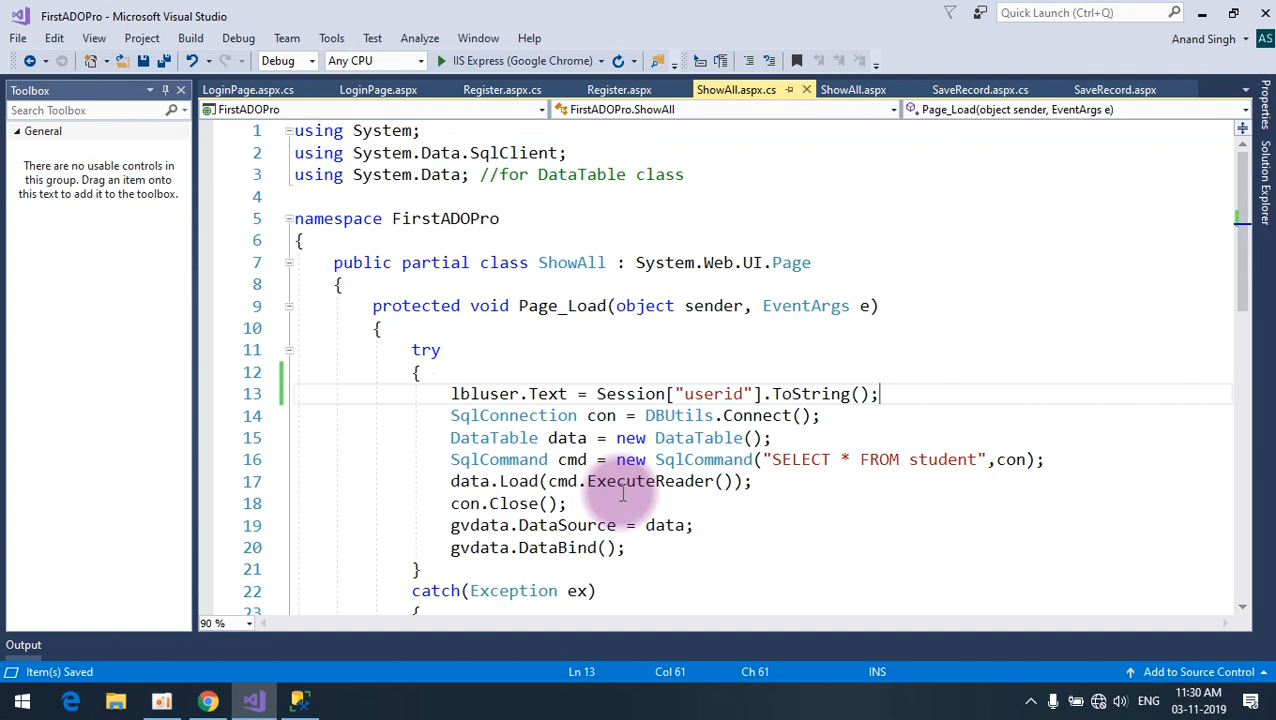 FirstADOPro - Microsoft Visual Studio
Quick Launch (Ctrl+Q)
File Edit View Project Build Debug Team Tools Test Analyze Window Help
Anand Singh AS
Debug Any CPU IIS Express (Google Chrome)
Toolbox
LoginPage.aspx.cs LoginPage.aspx Register.aspx.cs Register.aspx ShowAll.aspx.cs ShowAll.aspx SaveRecord.aspx.cs SaveRecord.aspx
Search Toolbox
FirstADOPro FirstADOPro.ShowAll Page_Load(object sender, EventArgs e)
General
There are no usable controls in
this group. Drag an item onto
this text to add it to the toolbox.
Properties
Solution Explorer
1 using System;
2 using System.Data.SqlClient;
3 using System.Data; //for DataTable class
4
5 namespace FirstADOPro
6 {
7 public partial class ShowAll : System.Web.UI.Page
8 {
9 protected void Page_Load(object sender, EventArgs e)
10 {
11 try
12 {
13 lbluser.Text = Session["userid"].ToString();
14 SqlConnection con = DBUtils.Connect();
15 DataTable data = new DataTable();
16 SqlCommand cmd = new SqlCommand("SELECT * FROM student",con);
17 data.Load(cmd.ExecuteReader());
18 con.Close();
19 gvdata.DataSource = data;
20 gvdata.DataBind();
21 }
22 catch(Exception ex)
23 {
90 %
Output
Item(s) Saved Ln 13 Col 61 Ch 61 INS Add to Source Control
ENG 11:30 AM
03-11-2019